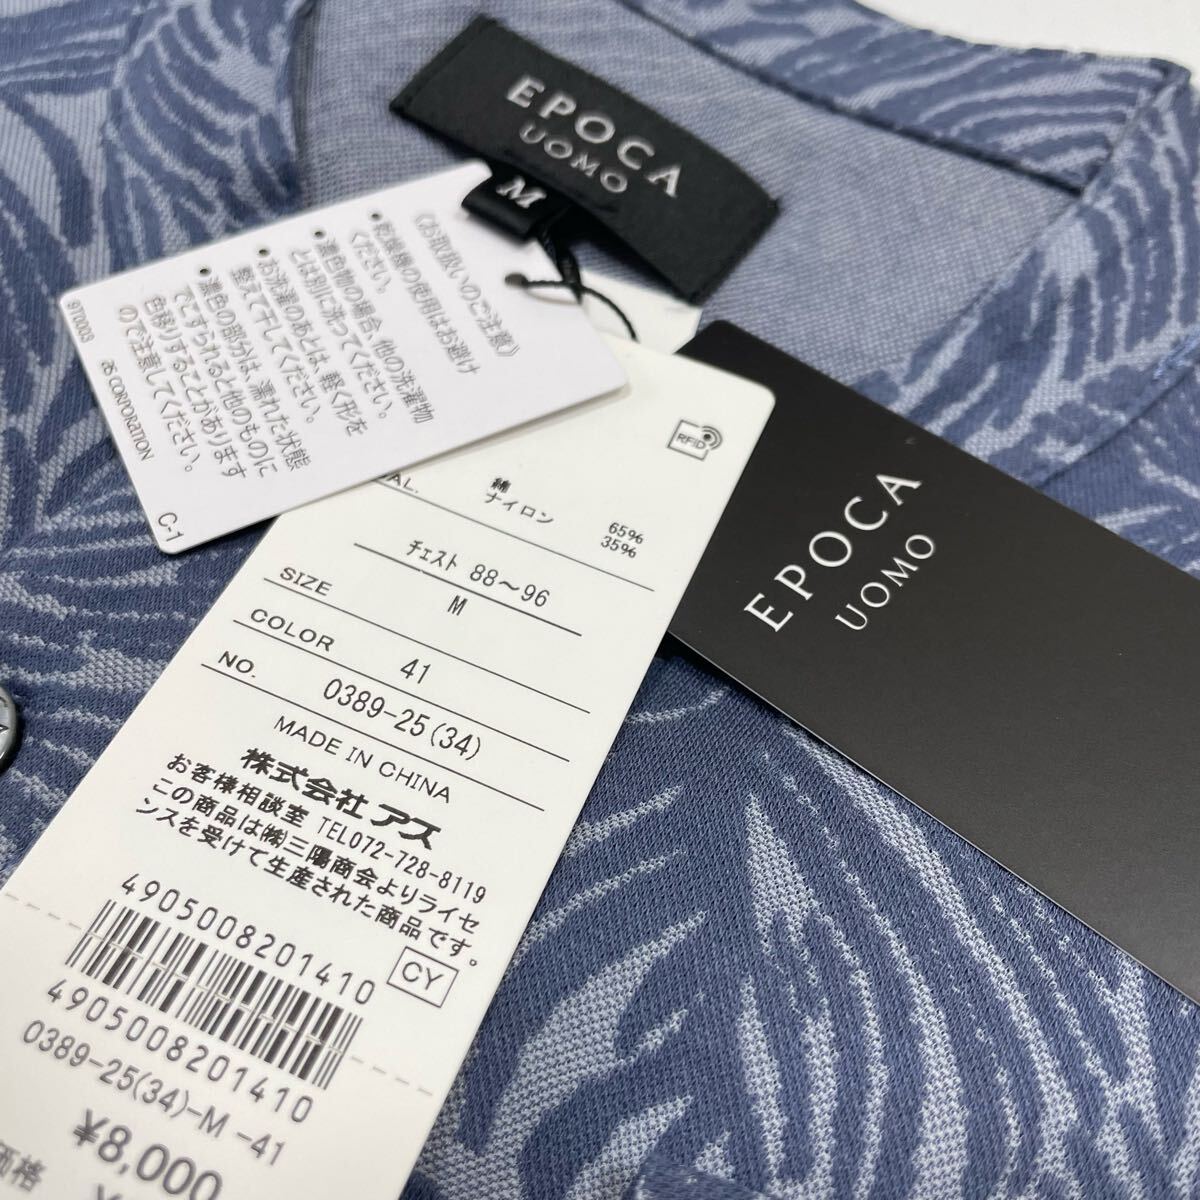 EPOCA
UOMO
M
《お取扱いのご注意》
●乾燥機の使用はお避け
ください。
●濃色物の場合、他の洗濯物
とは別に洗ってください。
●お洗濯のあとは、軽く形を
整えて干してください。
●濃色の部分は、濡れた状態
でこすられると他のものに
色移りすることがあります
ので注意してください。
970003
as CORPORATION
C-1
RFID
AL.
綿 65%
ナイロン 35%
チェスト 88~96
SIZE M
COLOR 41
NO. 0389-25(34)
MADE IN CHINA
株式会社 アズ
お客様相談室 TEL072-728-8119
この商品は㈱三陽商会よりライセ
ンスを受けて生産された商品です。
CY
4905008201410
4905008201410
0389-25(34)-M -41
価格 ¥8,000
EPOCA
UOMO